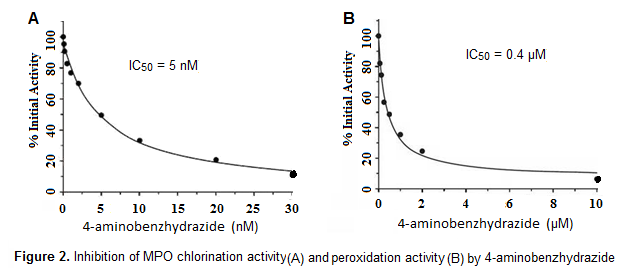 A
% Initial Activity
100
80
60
40
20
0
IC50 = 5 nM
0 5 10 15 20 25 30
4-aminobenzhydrazide (nM)
B
% Initial Activity
100
80
60
40
20
0
IC50 = 0.4 µM
0 2 4 6 8 10
4-aminobenzhydrazide (µM)
Figure 2. Inhibition of MPO chlorination activity(A) and peroxidation activity (B) by 4-aminobenzhydrazide